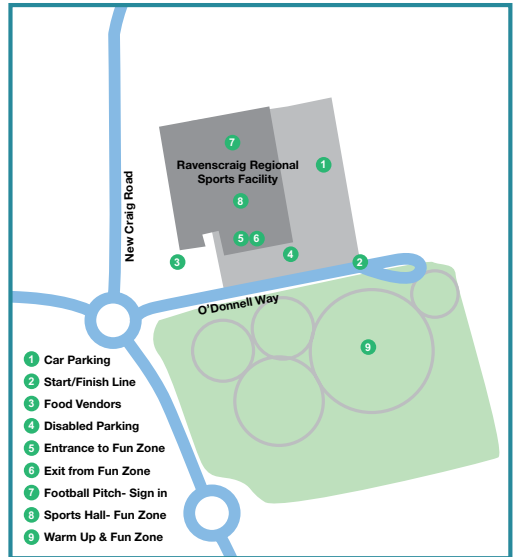 7
Ravenscraig Regional
Sports Facility
1
8
5 6
4
3
2
New Craig Road
O'Donnell Way
9
1 Car Parking
2 Start/Finish Line
3 Food Vendors
4 Disabled Parking
5 Entrance to Fun Zone
6 Exit from Fun Zone
7 Football Pitch- Sign in
8 Sports Hall- Fun Zone
9 Warm Up & Fun Zone